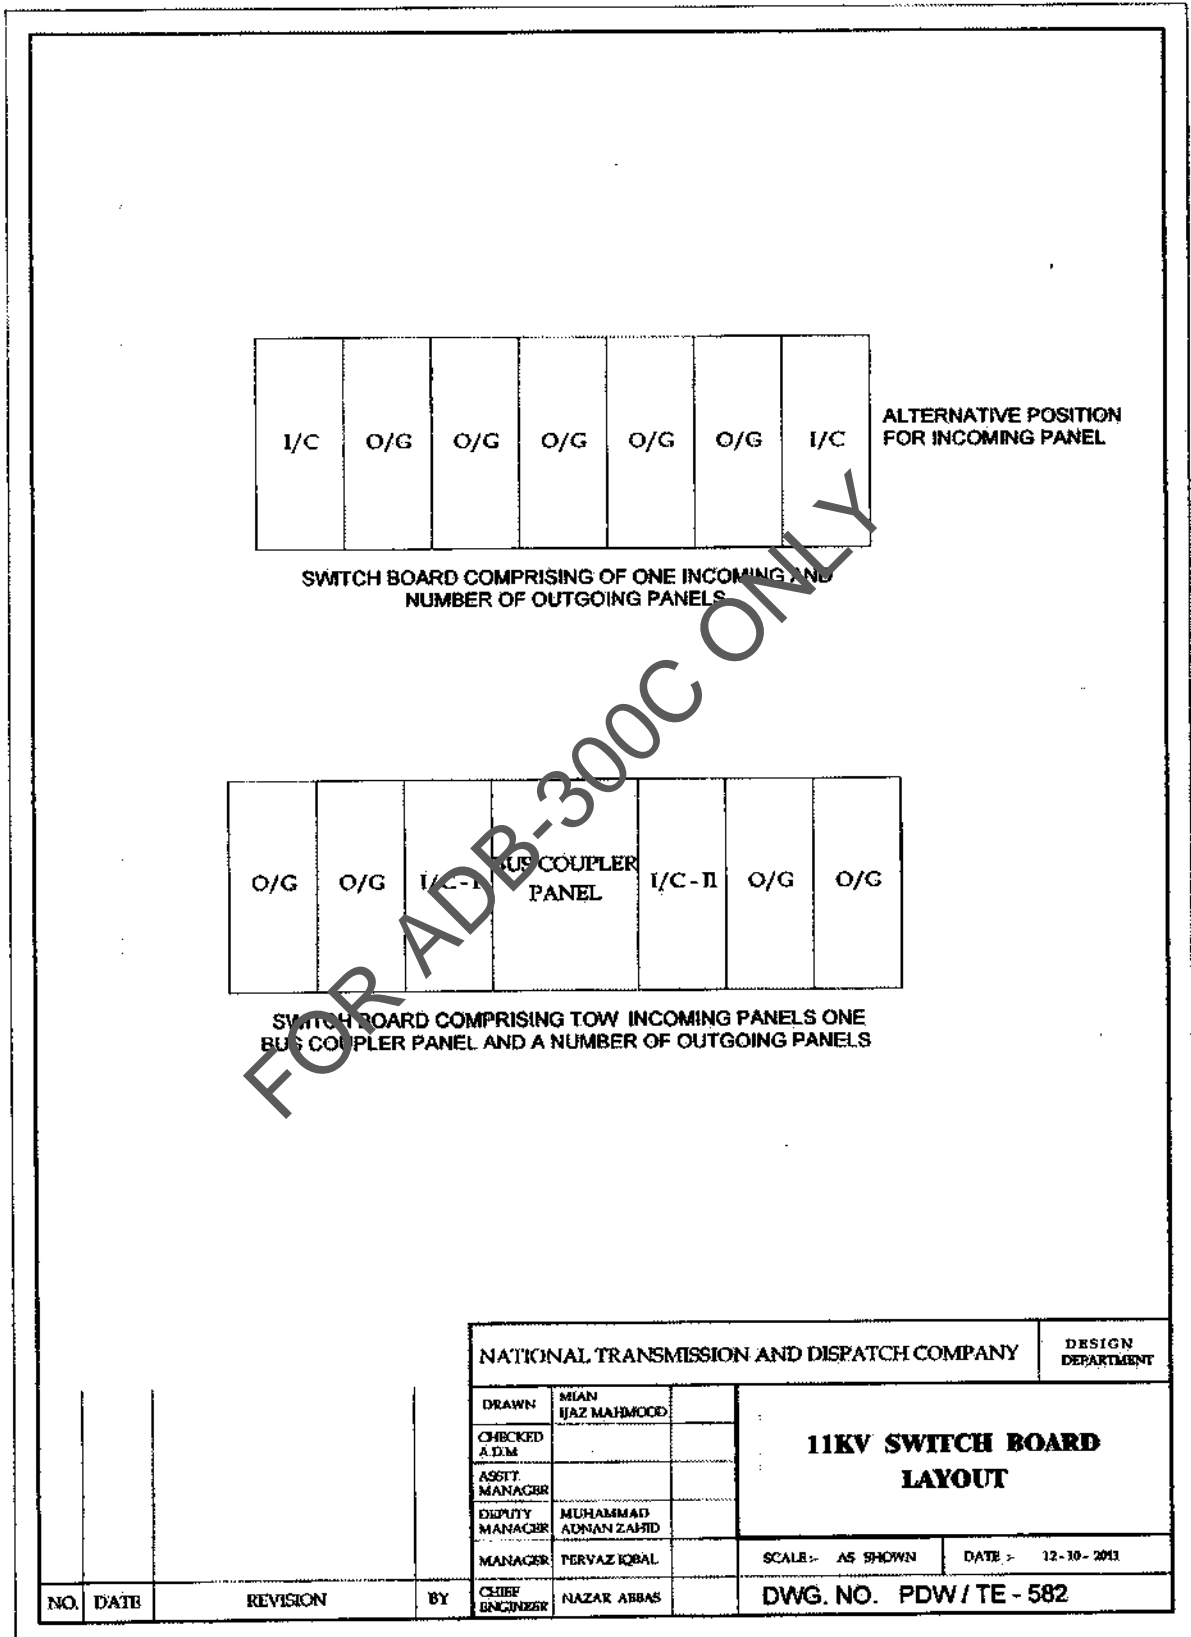 I/C O/G O/G O/G O/G O/G I/C
ALTERNATIVE POSITION
FOR INCOMING PANEL
SWITCH BOARD COMPRISING OF ONE INCOMING AND
NUMBER OF OUTGOING PANELS
O/G O/G I/C - I BUS COUPLER PANEL I/C - II O/G O/G
SWITCH BOARD COMPRISING TOW INCOMING PANELS ONE
BUS COUPLER PANEL AND A NUMBER OF OUTGOING PANELS
FOR ADB-300C ONLY
NATIONAL TRANSMISSION AND DISPATCH COMPANY
DESIGN
DEPARTMENT
DRAWN MIAN
IJAZ MAHMOOD
CHECKED
A.D.M
ASSTT.
MANAGER
DEPUTY MUHAMMAD
MANAGER ADNAN ZAHID
MANAGER PERVAZ IQBAL
CHIEF
ENGINEER NAZAR ABBAS
11KV SWITCH BOARD
LAYOUT
SCALE:- AS SHOWN DATE :-
DWG. NO. PDW / TE - 582
NO. DATE REVISION BY